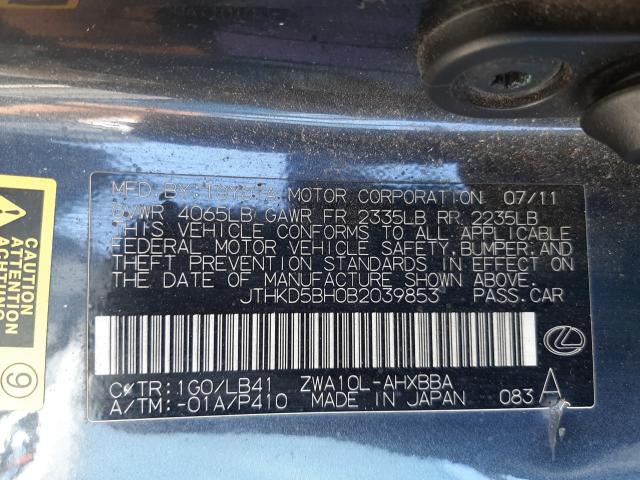 MFD. BY: TOYOTA MOTOR CORPORATION 07/11
GVWR 4065LB GAWR FR 2335LB RR 2235LB
THIS VEHICLE CONFORMS TO ALL APPLICABLE
FEDERAL MOTOR VEHICLE SAFETY, BUMPER, AND
THEFT PREVENTION STANDARDS IN EFFECT ON
THE DATE OF MANUFACTURE SHOWN ABOVE.
JTHKD5BH0B2039853 PASS.CAR
C/TR:1G0/LB41 ZWA10L-AHXBBA
A/TM:-01A/P410 MADE IN JAPAN 083 A
CAUTION
ATTENTION
ACHTUNG
9